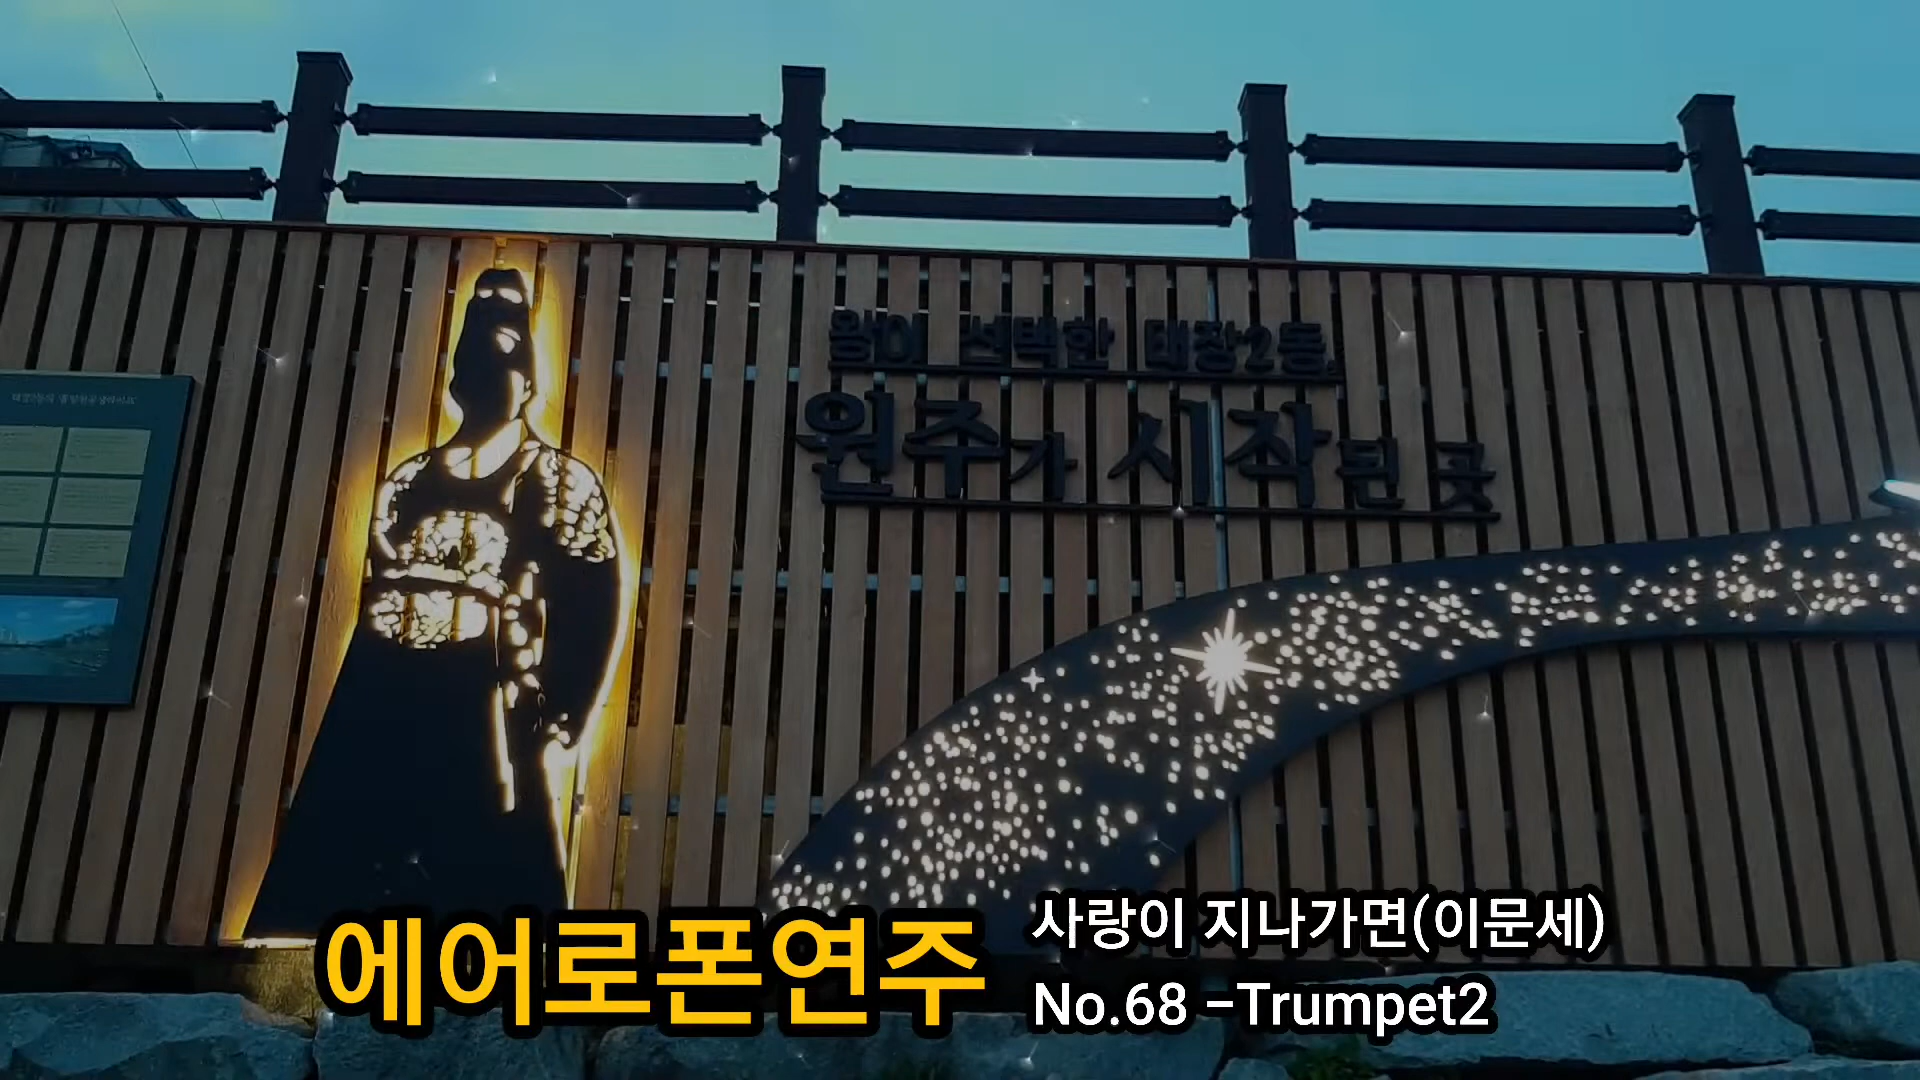 왕이 선택한 태장2동,
원주가 시작된 곳
에어로폰연주
사랑이 지나가면(이문세)
No.68 –Trumpet2